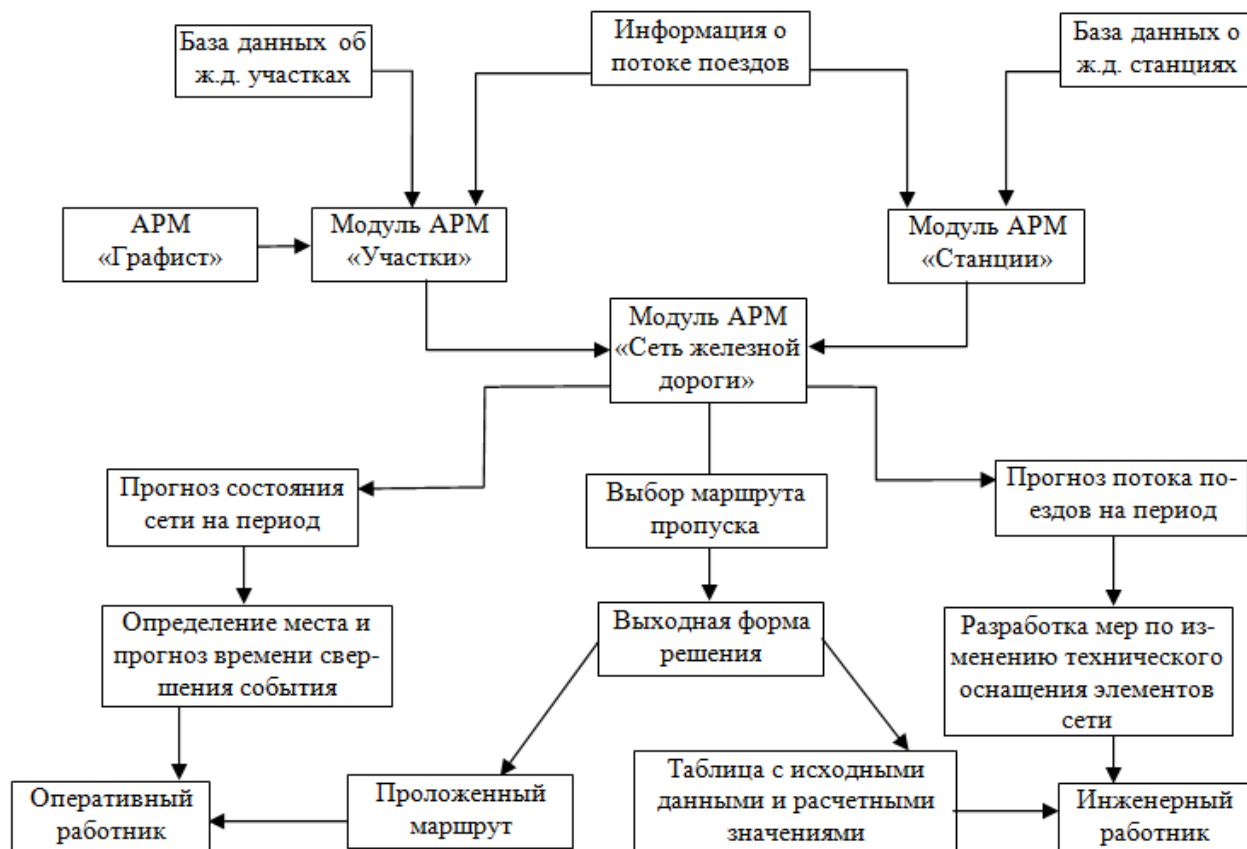 База данных об
ж.д. участках
Информация о
потоке поездов
База данных о
ж.д. станциях
АРМ
«Графист»
Модуль АРМ
«Участки»
Модуль АРМ
«Станции»
Модуль АРМ
«Сеть железной
дороги»
Прогноз состояния
сети на период
Выбор маршрута
пропуска
Прогноз потока по-
ездов на период
Определение места и
прогноз времени свер-
шения события
Выходная форма
решения
Разработка мер по из-
менению технического
оснащения элементов
сети
Оперативный
работник
Проложенный
маршрут
Таблица с исходными
данными и расчетными
значениями
Инженерный
работник